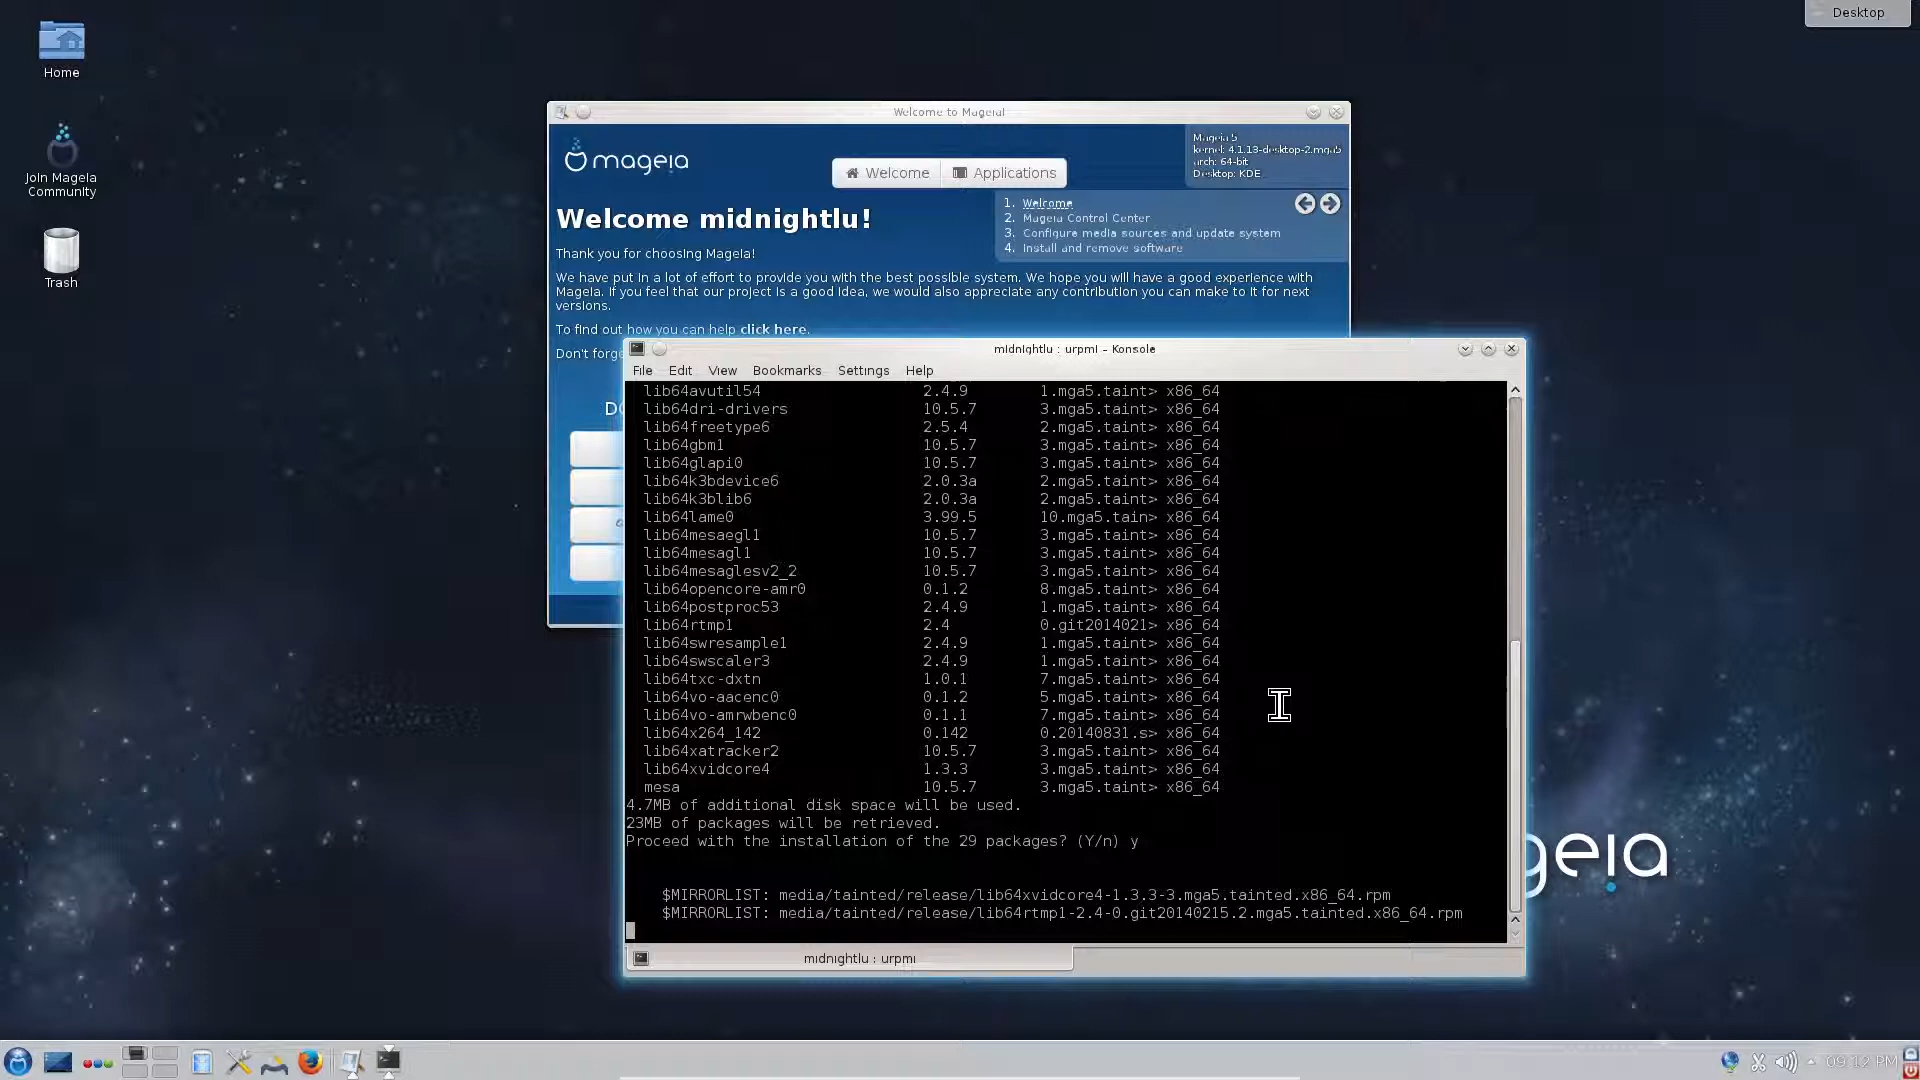 Desktop
Home
Join Mageia
Community
Trash
Welcome to Mageia!
mageia
Welcome
Applications
Mageia 5
kernel: 4.1.13-desktop-2.mga5
arch: 64-bit
Desktop: KDE
1. Welcome
2. Mageia Control Center
3. Configure media sources and update system
4. Install and remove software
Welcome midnightlu!
Thank you for choosing Mageia!
We have put in a lot of effort to provide you with the best possible system. We hope you will have a good experience with
Mageia. If you feel that our project is a good idea, we would also appreciate any contribution you can make to it for next
versions.
To find out how you can help click here.
Don't forge
midnightlu : urpmi – Konsole
File Edit View Bookmarks Settings Help
lib64avutil54 2.4.9 1.mga5.taint> x86_64
lib64dri-drivers 10.5.7 3.mga5.taint> x86_64
lib64freetype6 2.5.4 2.mga5.taint> x86_64
lib64gbm1 10.5.7 3.mga5.taint> x86_64
lib64glapi0 10.5.7 3.mga5.taint> x86_64
lib64k3bdevice6 2.0.3a 2.mga5.taint> x86_64
lib64k3blib6 2.0.3a 2.mga5.taint> x86_64
lib64lame0 3.99.5 10.mga5.tain> x86_64
lib64mesaegl1 10.5.7 3.mga5.taint> x86_64
lib64mesagl1 10.5.7 3.mga5.taint> x86_64
lib64mesaglesv2_2 10.5.7 3.mga5.taint> x86_64
lib64opencore-amr0 0.1.2 8.mga5.taint> x86_64
lib64postproc53 2.4.9 1.mga5.taint> x86_64
lib64rtmp1 2.4 0.git2014021> x86_64
lib64swresample1 2.4.9 1.mga5.taint> x86_64
lib64swscaler3 2.4.9 1.mga5.taint> x86_64
lib64txc-dxtn 1.0.1 7.mga5.taint> x86_64
lib64vo-aacenc0 0.1.2 5.mga5.taint> x86_64
lib64vo-amrwbenc0 0.1.1 7.mga5.taint> x86_64
lib64x264_142 0.142 0.20140831.s> x86_64
lib64xatracker2 10.5.7 3.mga5.taint> x86_64
lib64xvidcore4 1.3.3 3.mga5.taint> x86_64
mesa 10.5.7 3.mga5.taint> x86_64
4.7MB of additional disk space will be used.
23MB of packages will be retrieved.
Proceed with the installation of the 29 packages? (Y/n) y
$MIRRORLIST: media/tainted/release/lib64xvidcore4-1.3.3-3.mga5.tainted.x86_64.rpm
$MIRRORLIST: media/tainted/release/lib64rtmp1-2.4-0.git20140215.2.mga5.tainted.x86_64.rpm
midnightlu : urpmi
geia
09:12 PM